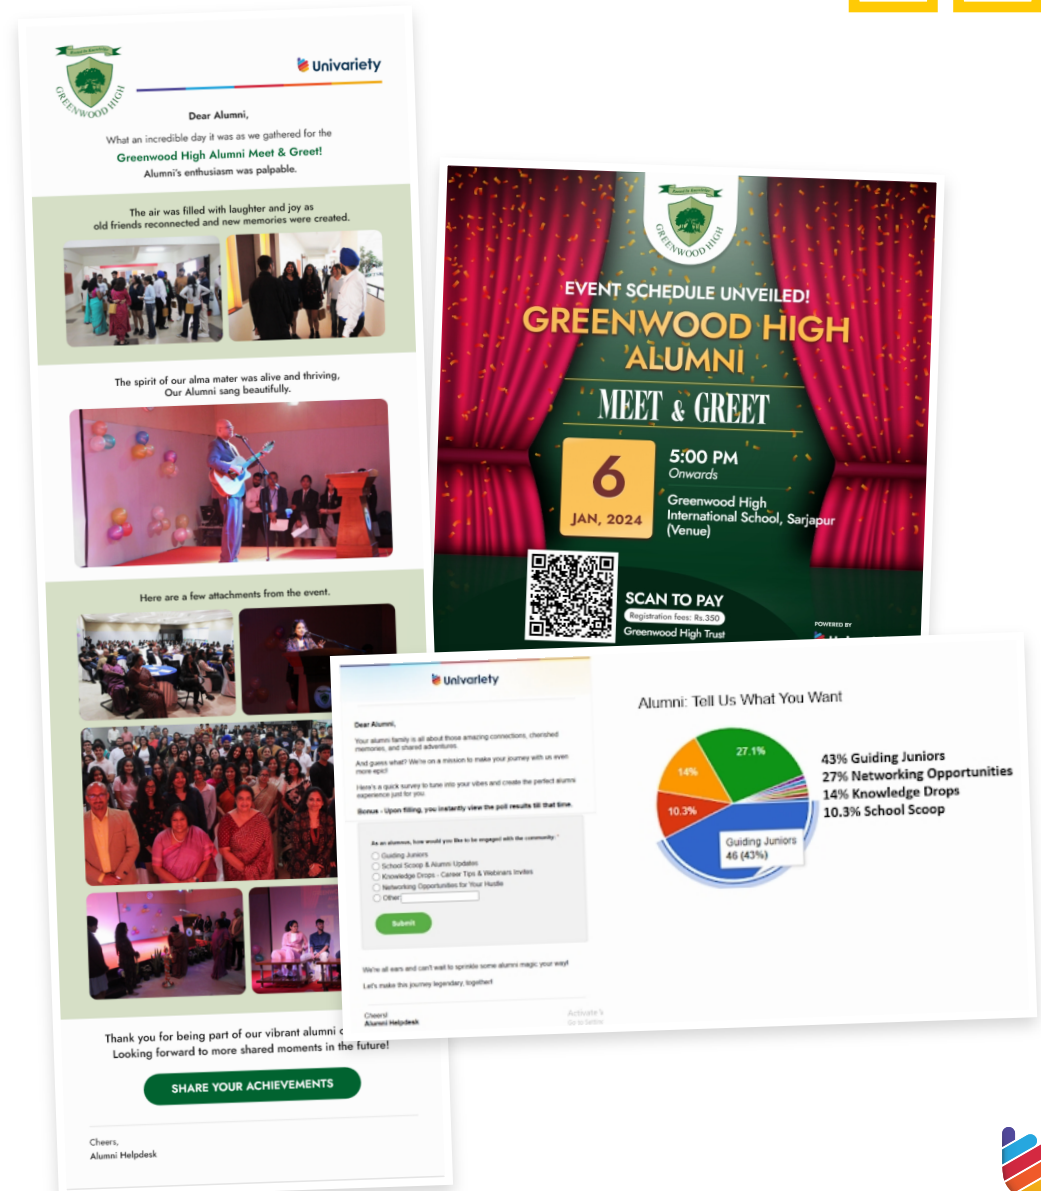 GREENWOOD HIGH
Univariety
Dear Alumni,
What an incredible day it was as we gathered for the
Greenwood High Alumni Meet & Greet!
Alumni's enthusiasm was palpable.
The air was filled with laughter and joy as
old friends reconnected and new memories were created.
The spirit of our alma mater was alive and thriving,
Our Alumni sang beautifully.
Here are a few attachments from the event.
Thank you for being part of our vibrant alumni
Looking forward to more shared moments in the future!
SHARE YOUR ACHIEVEMENTS
Cheers,
Alumni Helpdesk
GREENWOOD HIGH
EVENT SCHEDULE UNVEILED!
GREENWOOD HIGH
ALUMNI
MEET & GREET
6
JAN, 2024
5:00 PM
Onwards
Greenwood High
International School, Sarjapur
(Venue)
SCAN TO PAY
Registration fees: Rs.350
Greenwood High Trust
POWERED BY
Univariety
Dear Alumni,
Your alumni family is all about those amazing connections, cherished
memories, and shared adventures.
And guess what? We're on a mission to make your journey with us even
more epic!
Here's a quick survey to tune into your vibes and create the perfect alumni
experience just for you.
Bonus - Upon filling, you instantly view the poll results till that time.
As an alumnus, how would you like to be engaged with the community: *
Guiding Juniors
School Scoop & Alumni Updates
Knowledge Drops - Career Tips & Webinars Invites
Networking Opportunities for Your Hustle
Other:
Submit
We're all ears and can't wait to sprinkle some alumni magic your way!
Let's make this journey legendary, together!
Cheers!
Alumni Helpdesk
Activate
Alumni: Tell Us What You Want
27.1%
14%
10.3%
Guiding Juniors
46 (43%)
43% Guiding Juniors
27% Networking Opportunities
14% Knowledge Drops
10.3% School Scoop